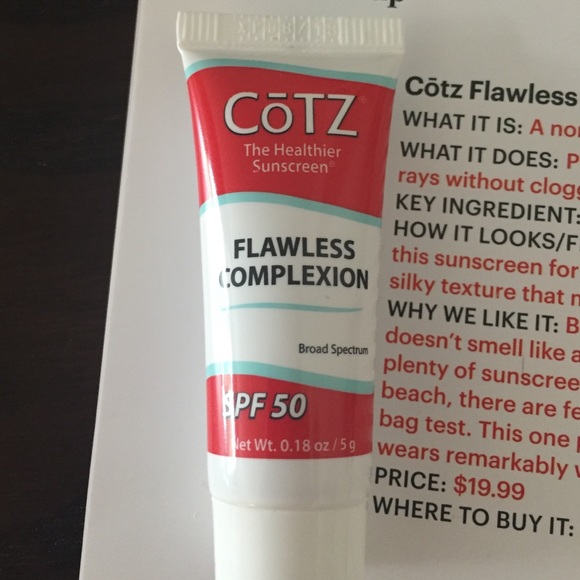 CōTZ
The Healthier
Sunscreen®
FLAWLESS
COMPLEXION
Broad Spectrum
SPF 50
Net Wt. 0.18 oz / 5 g
Cōtz Flawless
WHAT IT IS: A
WHAT IT DOES:
rays without
KEY INGREDIENT:
HOW IT
this sunscreen for
silky texture that
WHY WE LIKE IT:
doesn't smell like a
plenty of
beach, there are
bag test. This one
wears remarkably
PRICE: $19.99
WHERE TO BUY IT: